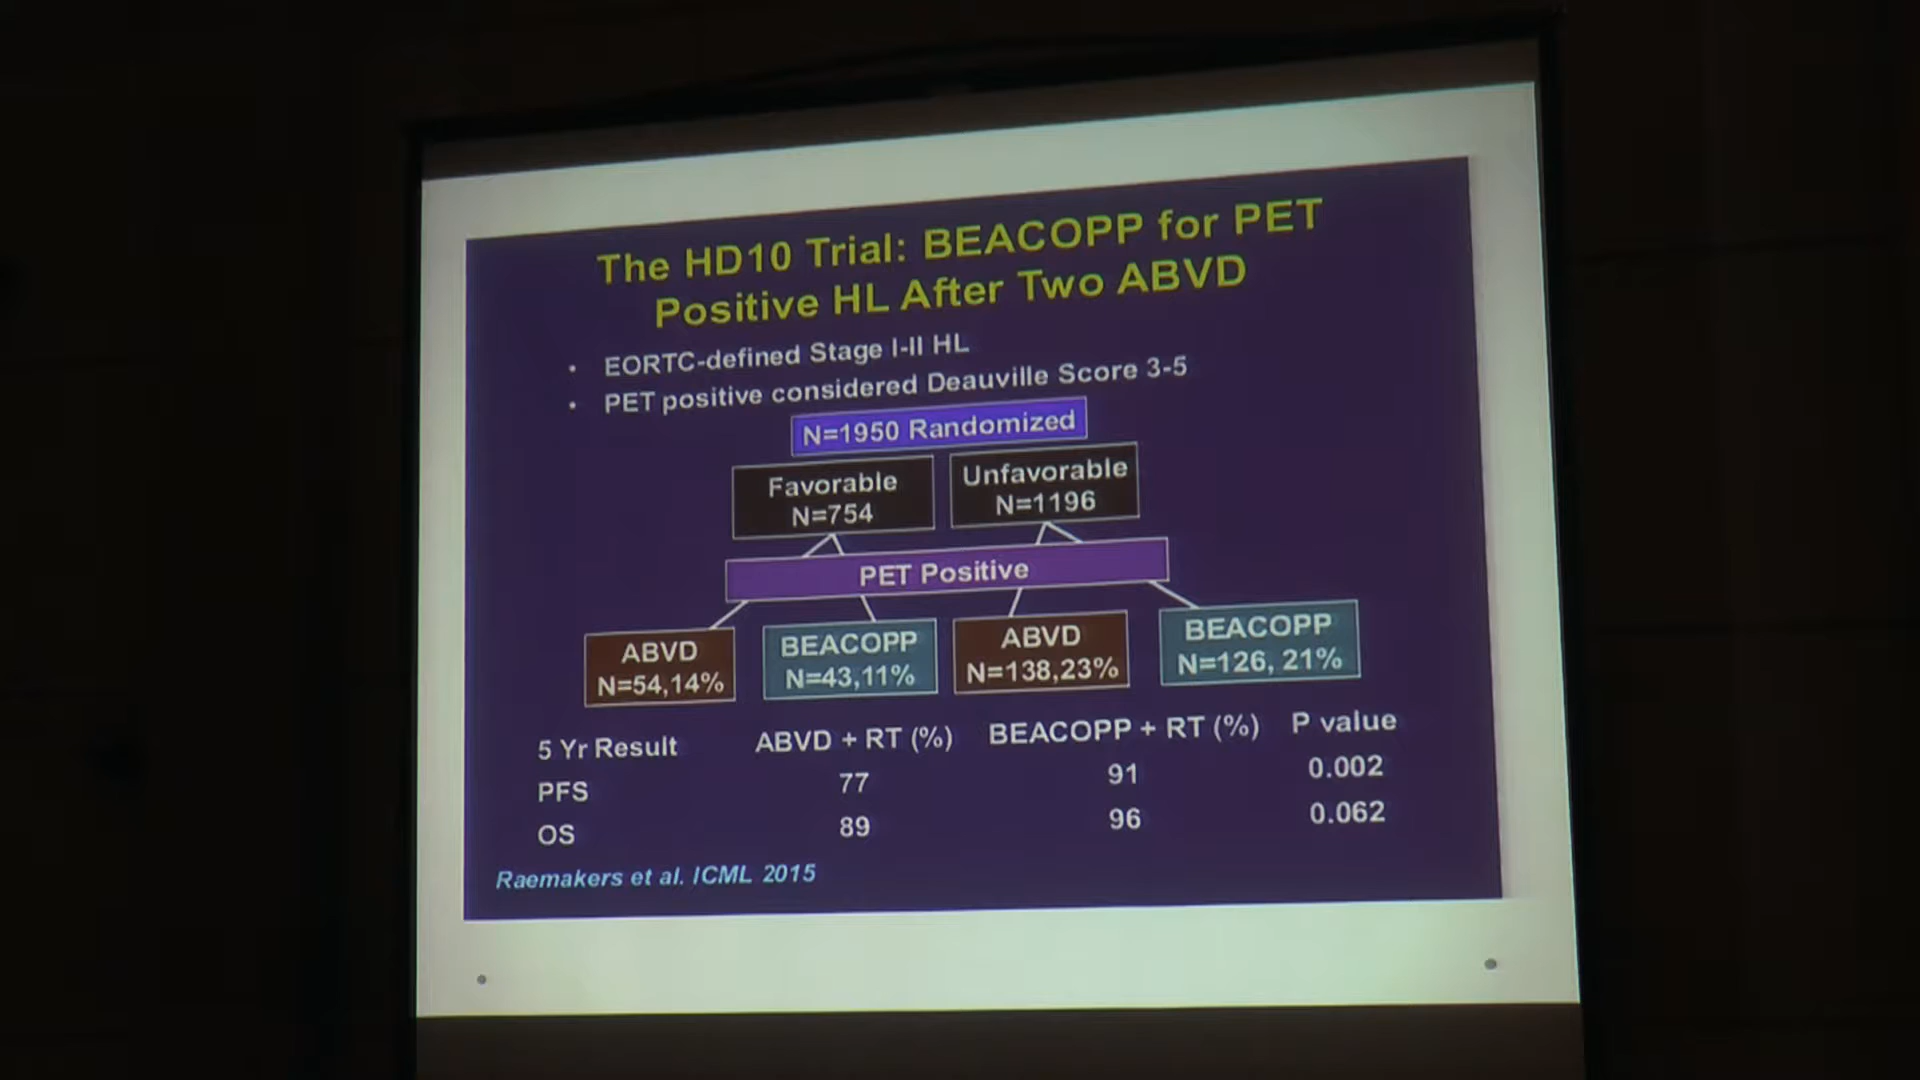 The HD10 Trial: BEACOPP for PET
Positive HL After Two ABVD
• EORTC-defined Stage I-II HL
• PET positive considered Deauville Score 3-5
N=1950 Randomized
Favorable
N=754
Unfavorable
N=1196
PET Positive
ABVD
N=54,14%
BEACOPP
N=43,11%
ABVD
N=138,23%
BEACOPP
N=126, 21%
5 Yr Result ABVD + RT (%) BEACOPP + RT (%) P value
PFS 77 91 0.002
OS 89 96 0.062
Raemakers et al. ICML 2015